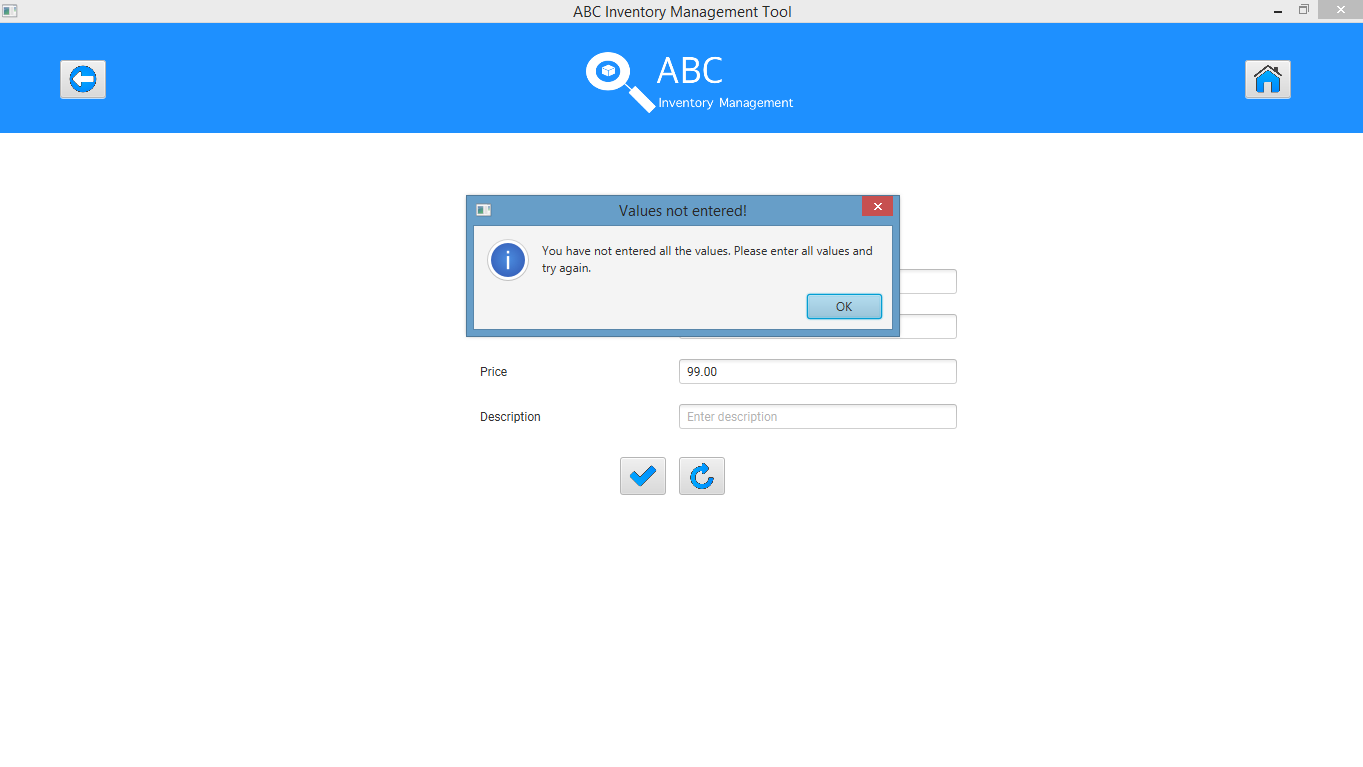 ABC Inventory Management Tool
ABC
Inventory Management
Values not entered!
You have not entered all the values. Please enter all values and
try again.
OK
Price
99.00
Description
Enter description